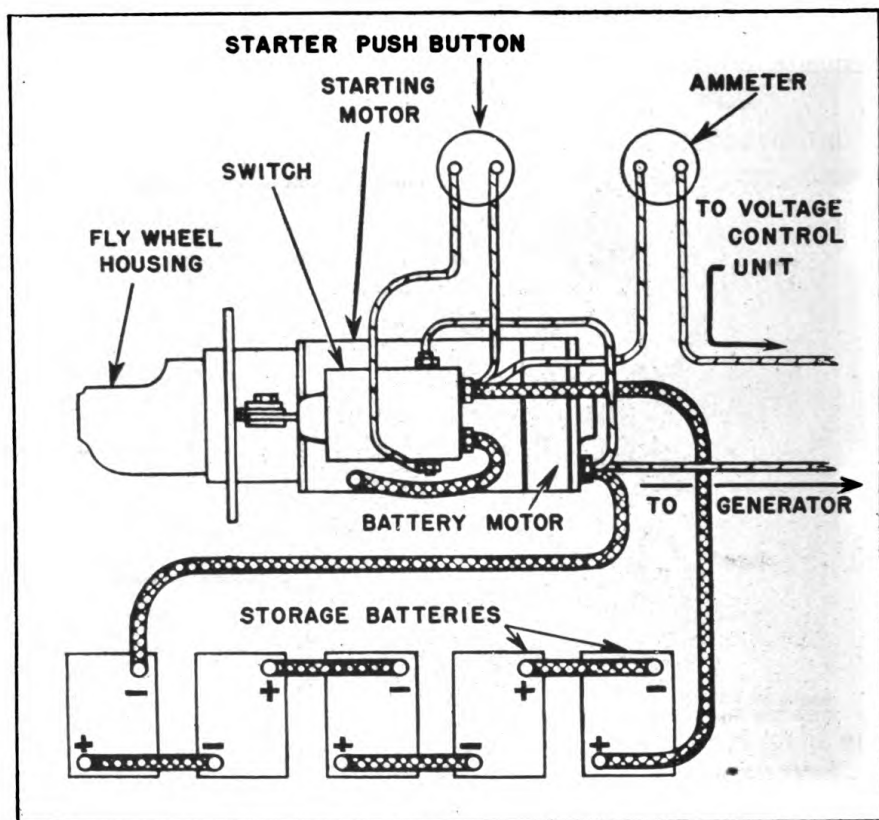 STARTER PUSH BUTTON
STARTING
MOTOR
AMMETER
SWITCH
TO VOLTAGE
CONTROL
UNIT
FLY WHEEL
HOUSING
BATTERY MOTOR
TO GENERATOR
STORAGE BATTERIES
- + - + -
+ - + - +